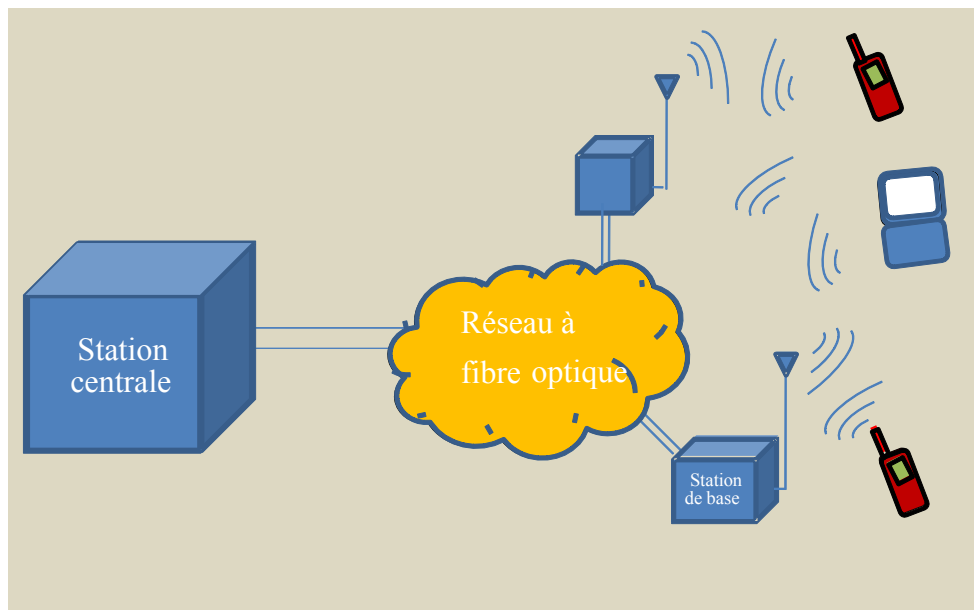 Station
centrale
Réseau à
fibre optique
Station
de base